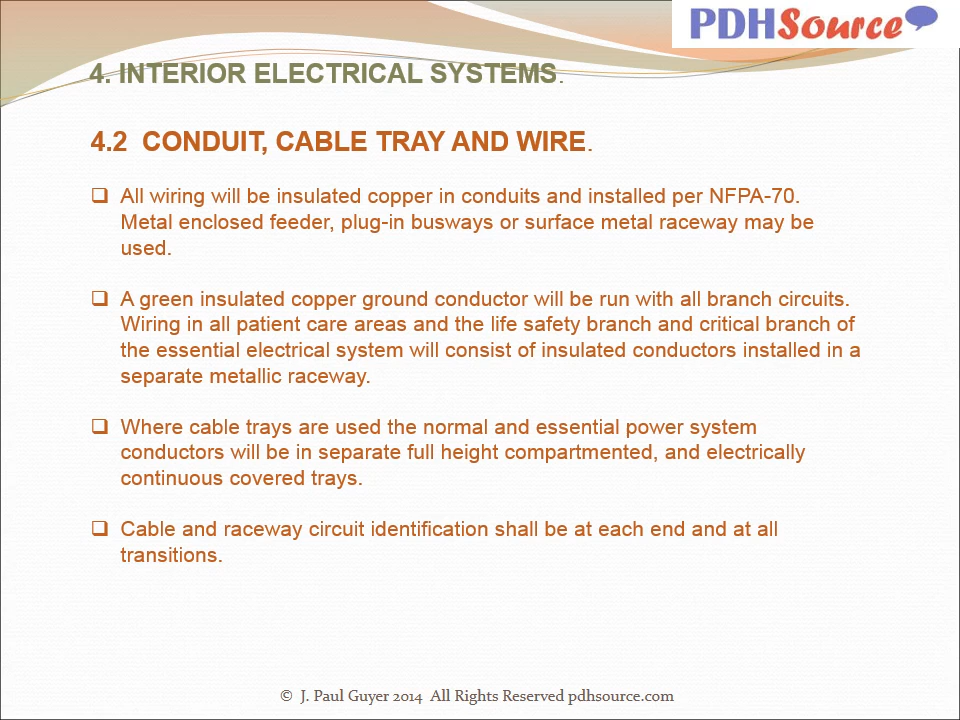 PDHSource
4. INTERIOR ELECTRICAL SYSTEMS.
4.2 CONDUIT, CABLE TRAY AND WIRE.
All wiring will be insulated copper in conduits and installed per NFPA-70.
Metal enclosed feeder, plug-in busways or surface metal raceway may be
used.
A green insulated copper ground conductor will be run with all branch circuits.
Wiring in all patient care areas and the life safety branch and critical branch of
the essential electrical system will consist of insulated conductors installed in a
separate metallic raceway.
Where cable trays are used the normal and essential power system
conductors will be in separate full height compartmented, and electrically
continuous covered trays.
Cable and raceway circuit identification shall be at each end and at all
transitions.
© J. Paul Guyer 2014 All Rights Reserved pdhsource.com